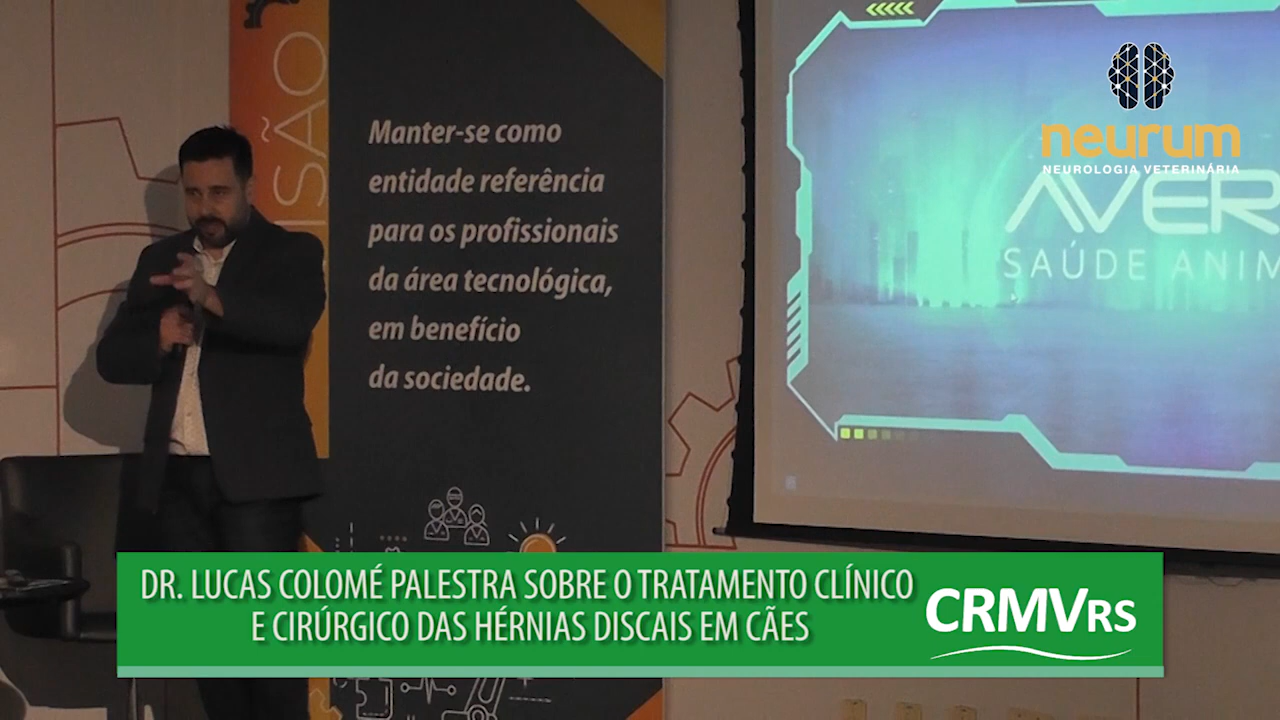 ISÃO
Manter-se como
entidade referência
para os profissionais
da área tecnológica,
em benefício
da sociedade.
neurum
NEUROLOGIA VETERINÁRIA
AVER
SAÚDE ANIM
DR. LUCAS COLOMÉ PALESTRA SOBRE O TRATAMENTO CLÍNICO
E CIRÚRGICO DAS HÉRNIAS DISCAIS EM CÃES
CRMVRS